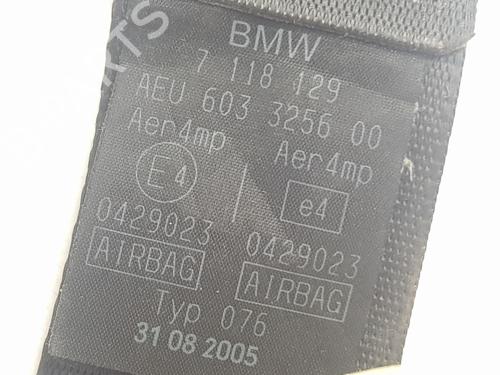 BMW
7 118 129
AEU 603 3256 00
Aer4mp Aer4mp
E4 e4
0429023 0429023
AIRBAG AIRBAG
Typ 076
31 08 2005